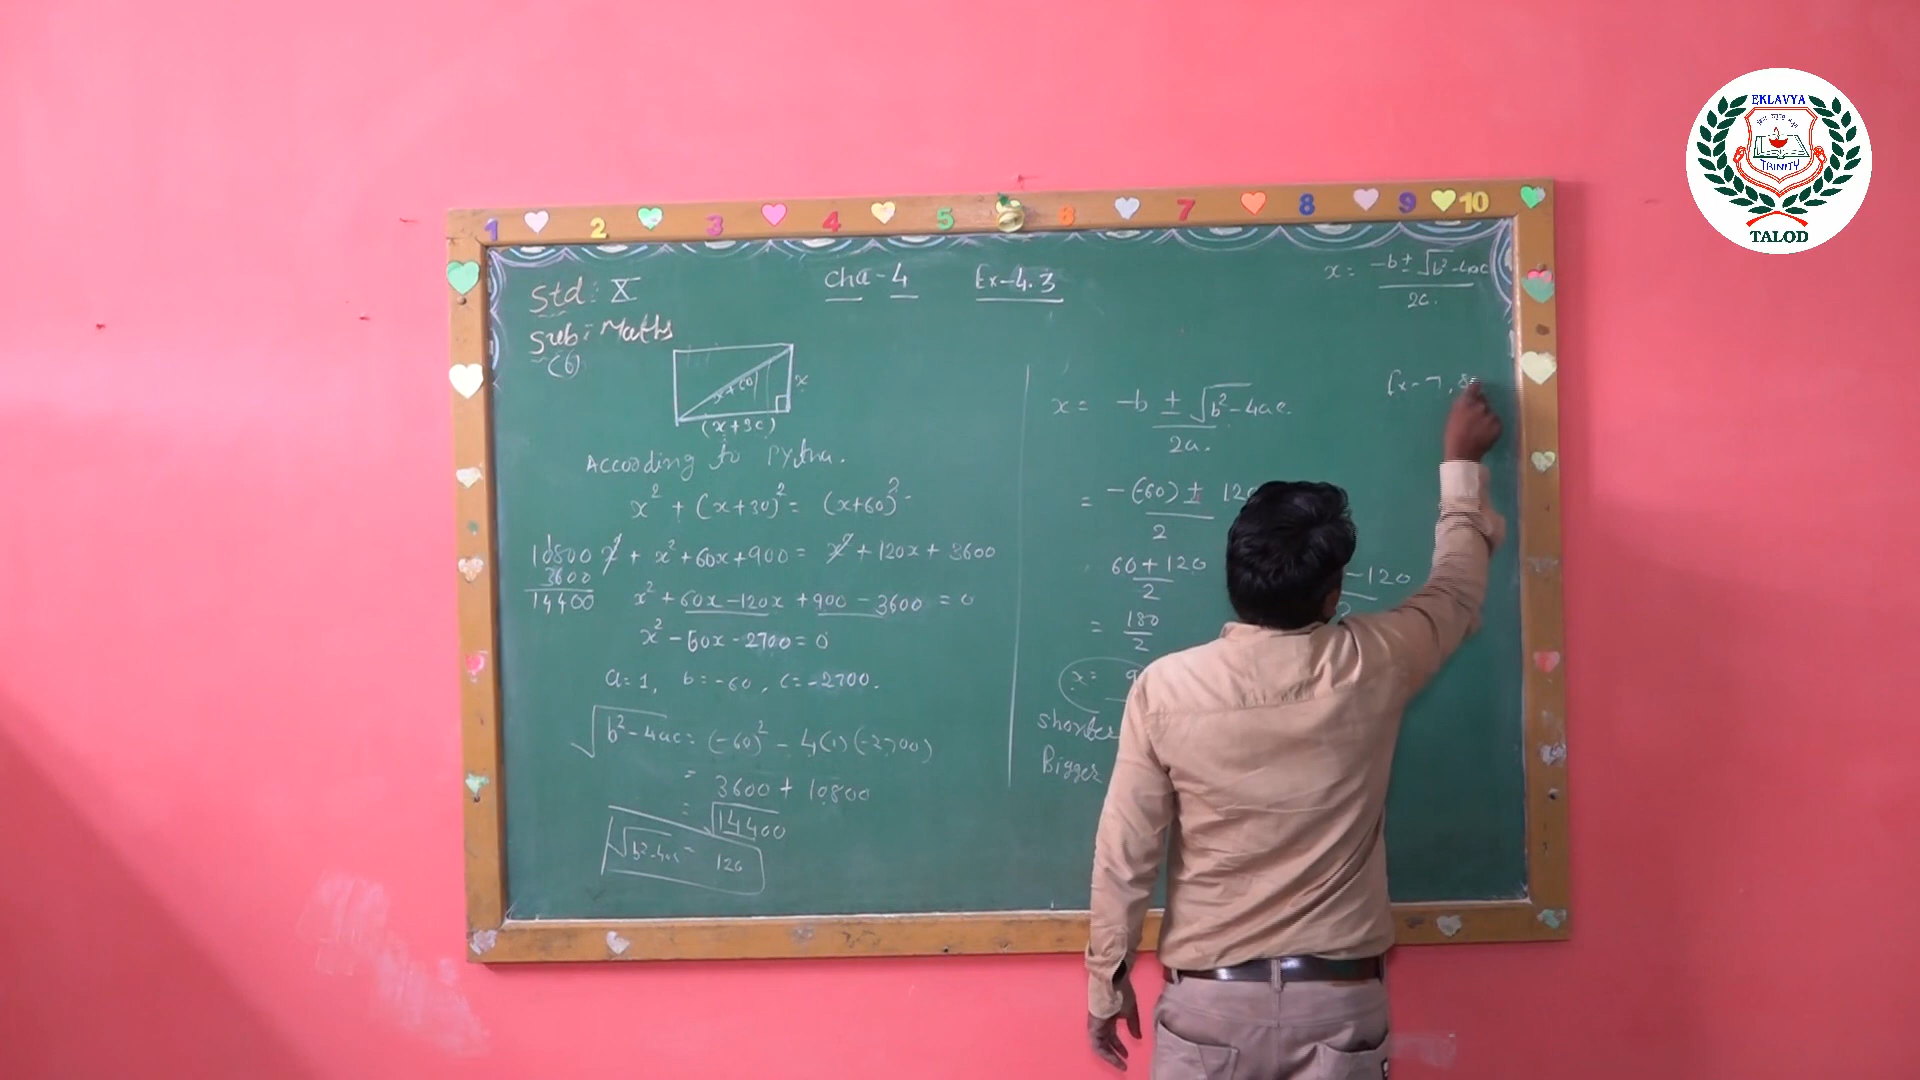 EKLAVYA
TRINITY
TALOD
1 2 3 4 5 6 7 8 9 10
Std : X
Cha-4 Ex-4.3
x = -b ± √b²-4ac
2a.
Sub: Maths
(6)
x+60
x
(x+30)
According to Pytha.
x² + (x+30)² = (x+60)²
10800
3600
14400
x² + x² + 60x + 900 = x² + 120x + 3600
x² + 60x - 120x + 900 - 3600 = 0
x² - 60x - 2700 = 0
a = 1, b = -60, c = -2700.
√b²-4ac = (-60)² - 4(1)(-2700)
= 3600 + 10800
= √14400
√b²-4ac = 120
x = -b ± √b²-4ac.
2a.
= -(-60) ± 120
2
60 + 120
2
-120
2
= 180
2
x = 9
Shorter
Bigger